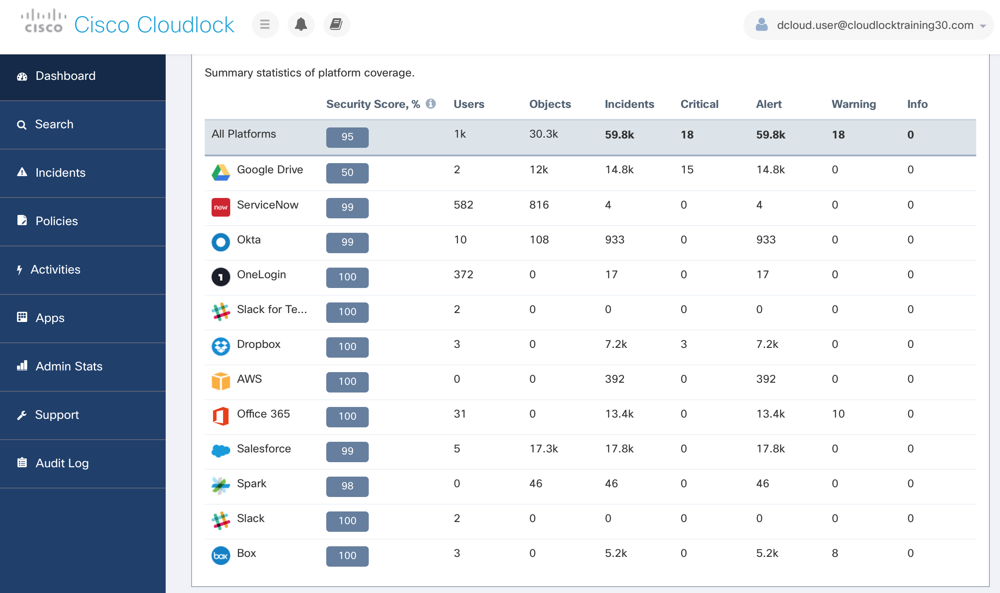 cisco Cisco Cloudlock dcloud.user@cloudlocktraining30.com
Dashboard
Search
Incidents
Policies
Activities
Apps
Admin Stats
Support
Audit Log
Summary statistics of platform coverage.
Security Score, % Users Objects Incidents Critical Alert Warning Info
All Platforms 95 1k 30.3k 59.8k 18 59.8k 18 0
Google Drive 50 2 12k 14.8k 15 14.8k 0 0
now ServiceNow 99 582 816 4 0 4 0 0
Okta 99 10 108 933 0 933 0 0
1 OneLogin 100 372 0 17 0 17 0 0
Slack for Te... 100 2 0 0 0 0 0 0
Dropbox 100 3 0 7.2k 3 7.2k 0 0
AWS 100 0 0 392 0 392 0 0
Office 365 100 31 0 13.4k 0 13.4k 10 0
Salesforce 99 5 17.3k 17.8k 0 17.8k 0 0
Spark 98 0 46 46 0 46 0 0
Slack 100 2 0 0 0 0 0 0
box Box 100 3 0 5.2k 0 5.2k 8 0